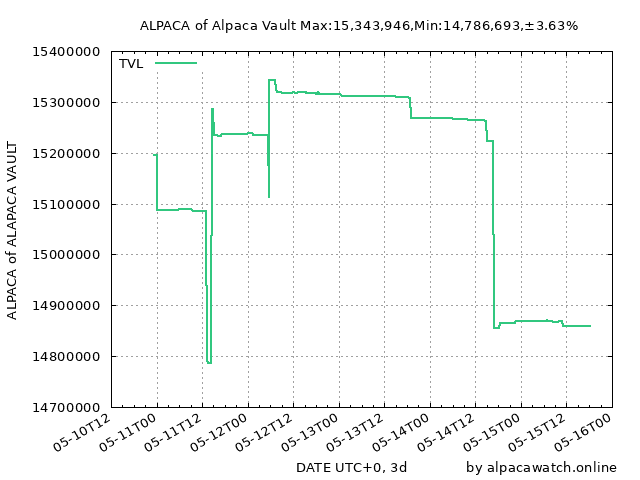 ALPACA of Alpaca Vault Max:15,343,946,Min:14,786,693,±3.63%
TVL
15400000
15300000
15200000
15100000
15000000
14900000
14800000
14700000
ALPACA of ALAPACA VAULT
05-10T12
05-11T00
05-11T12
05-12T00
05-12T12
05-13T00
05-13T12
05-14T00
05-14T12
05-15T00
05-15T12
05-16T00
DATE UTC+0, 3d
by alpacawatch.online